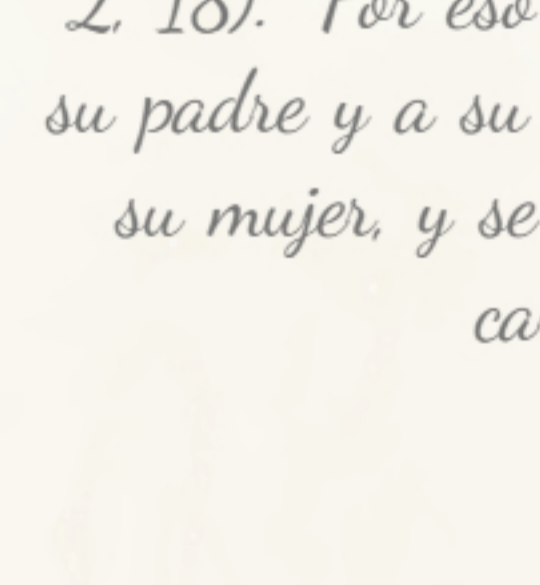 2, 18). "Por eso
su padre y a su
su mujer, y se
ca